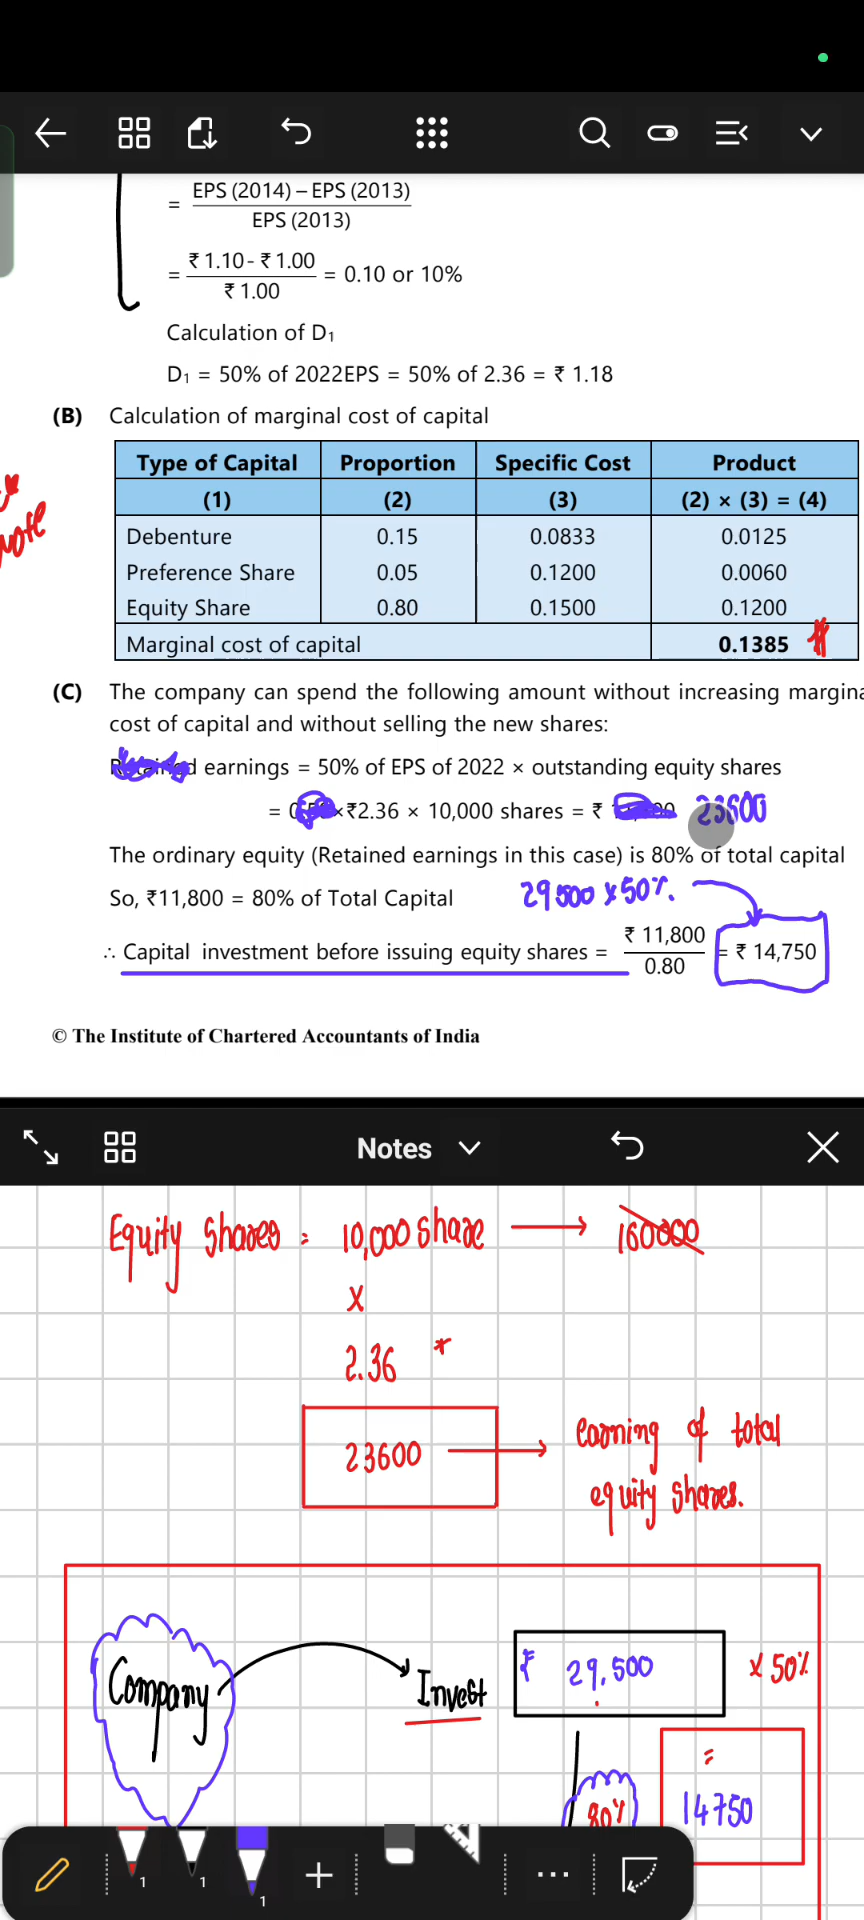 = EPS (2014) – EPS (2013)
EPS (2013)
= ₹ 1.10 - ₹ 1.00 = 0.10 or 10%
₹ 1.00
Calculation of D₁
D₁ = 50% of 2022EPS = 50% of 2.36 = ₹ 1.18
(B) Calculation of marginal cost of capital
Type of Capital Proportion Specific Cost Product
(1) (2) (3) (2) × (3) = (4)
Debenture 0.15 0.0833 0.0125
Preference Share 0.05 0.1200 0.0060
Equity Share 0.80 0.1500 0.1200
Marginal cost of capital 0.1385
(C) The company can spend the following amount without increasing margina
cost of capital and without selling the new shares:
earnings = 50% of EPS of 2022 × outstanding equity shares
= ×₹2.36 × 10,000 shares = ₹ 23600
The ordinary equity (Retained earnings in this case) is 80% of total capital
So, ₹11,800 = 80% of Total Capital 29500 x 50%.
∴ Capital investment before issuing equity shares = ₹ 11,800 = ₹ 14,750
0.80
© The Institute of Chartered Accountants of India
Notes
Equity shares : 10,000 share → 160000
x
2.36 *
23600 → Earning of total
equity shares.
Company Invest ₹ 29,500 x 50%
=
80% 14750
1 1 1